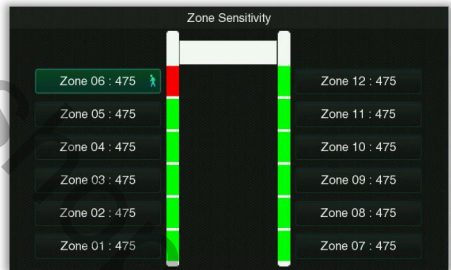 Zone Sensitivity
Zone 06 : 475
Zone 12 : 475
Zone 05 : 475
Zone 11 : 475
Zone 04 : 475
Zone 10 : 475
Zone 03 : 475
Zone 09 : 475
Zone 02 : 475
Zone 08 : 475
Zone 01 : 475
Zone 07 : 475